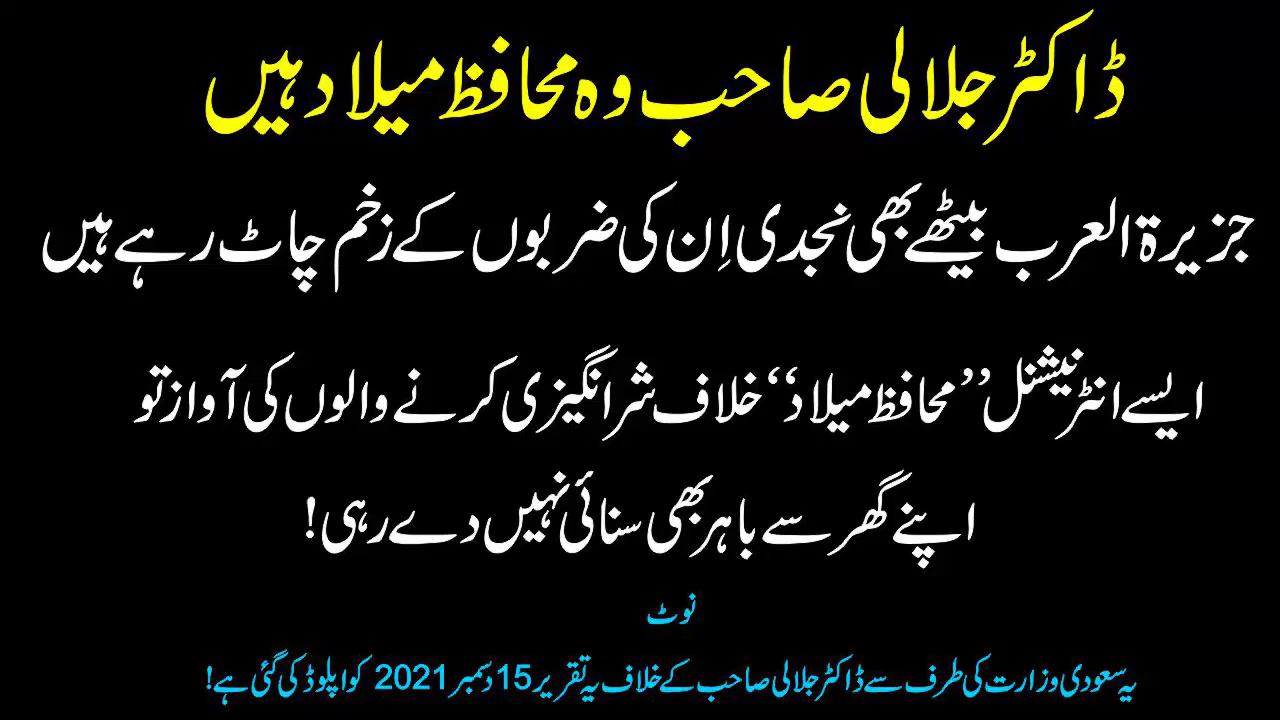 ڈاکٹر جلالی صاحب وہ محافظ میلاد ہیں
جزیرۃ العرب بیٹھے بھی نجدی اِن کی ضربوں کے زخم چاٹ رہے ہیں
ایسے انٹرنیشنل ”محافظ میلاد“ خلاف شرانگیزی کرنے والوں کی آواز تو
اپنے گھر سے باہر بھی سنائی نہیں دے رہی!
نوٹ
یہ سعودی وزارت کی طرف سے ڈاکٹر جلالی صاحب کے خلاف یہ تقریر 15 دسمبر 2021 کو اپلوڈ کی گئی ہے!